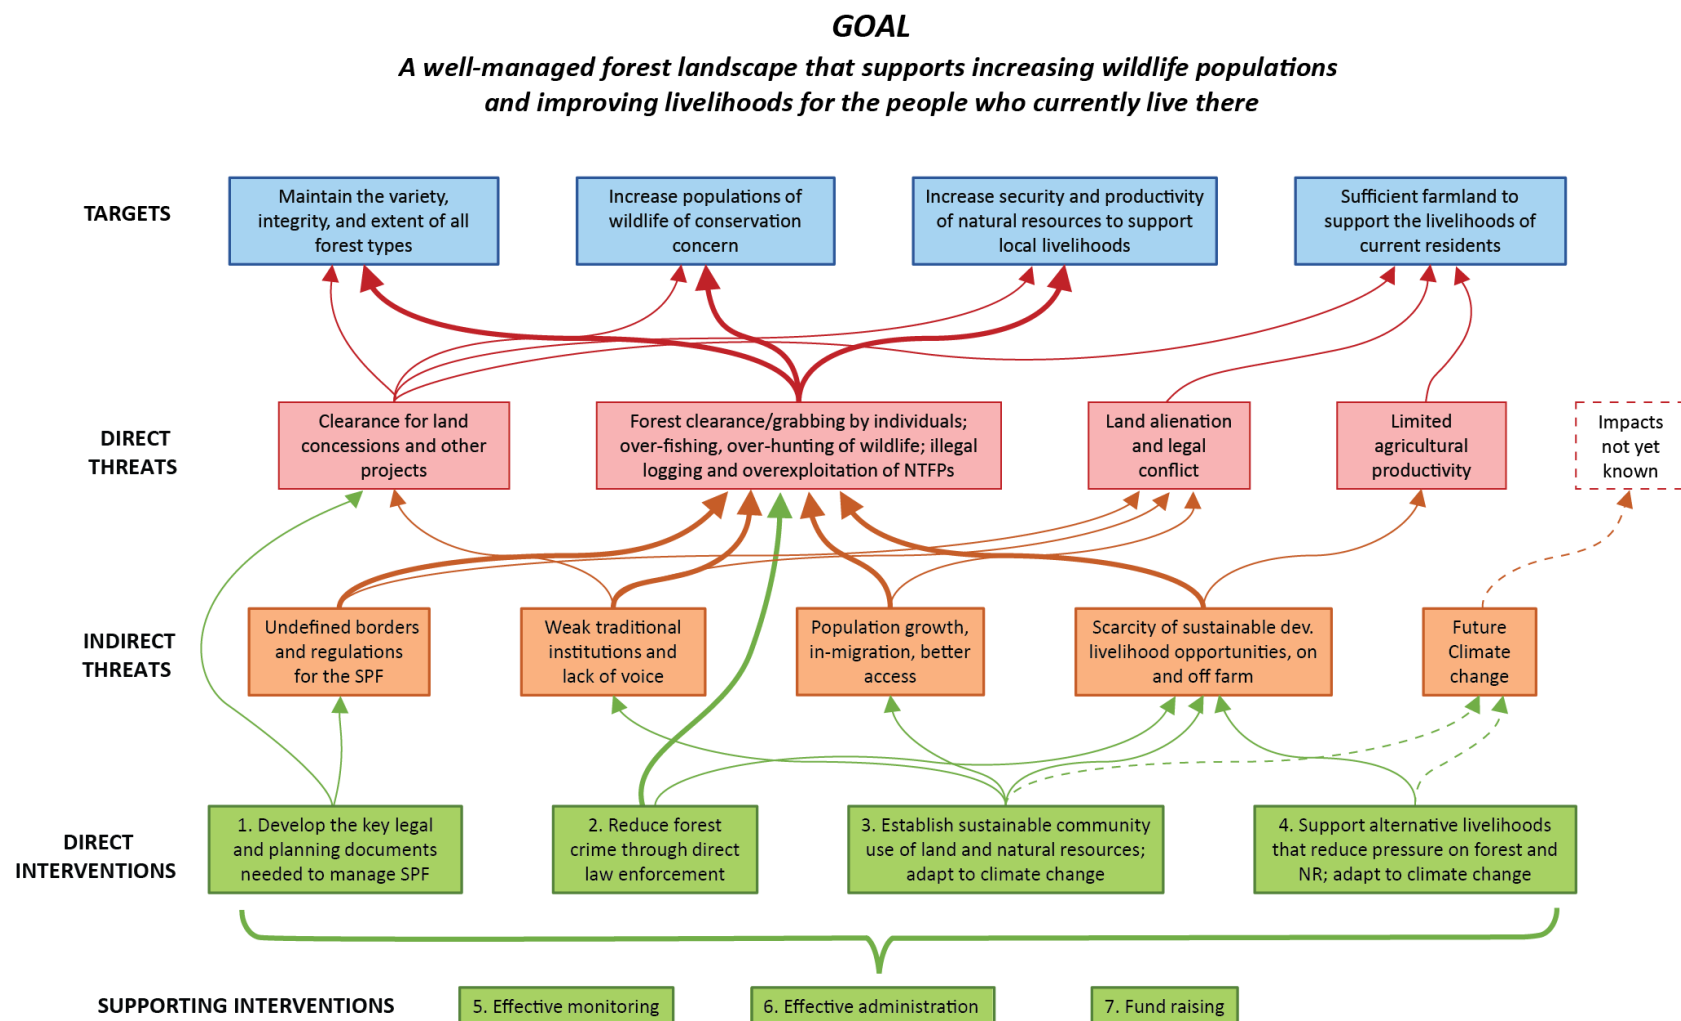 GOAL
A well-managed forest landscape that supports increasing wildlife populations
and improving livelihoods for the people who currently live there
TARGETS
Maintain the variety,
integrity, and extent of all
forest types
Increase populations of
wildlife of conservation
concern
Increase security and productivity
of natural resources to support
local livelihoods
Sufficient farmland to
support the livelihoods of
current residents
DIRECT
THREATS
Clearance for land
concessions and other
projects
Forest clearance/grabbing by individuals;
over-fishing, over-hunting of wildlife; illegal
logging and overexploitation of NTFPs
Land alienation
and legal
conflict
Limited
agricultural
productivity
Impacts
not yet
known
INDIRECT
THREATS
Undefined borders
and regulations
for the SPF
Weak traditional
institutions and
lack of voice
Population growth,
in-migration, better
access
Scarcity of sustainable dev.
livelihood opportunities, on
and off farm
Future
Climate
change
DIRECT
INTERVENTIONS
1. Develop the key legal
and planning documents
needed to manage SPF
2. Reduce forest
crime through direct
law enforcement
3. Establish sustainable community
use of land and natural resources;
adapt to climate change
4. Support alternative livelihoods
that reduce pressure on forest and
NR; adapt to climate change
SUPPORTING INTERVENTIONS
5. Effective monitoring
6. Effective administration
7. Fund raising